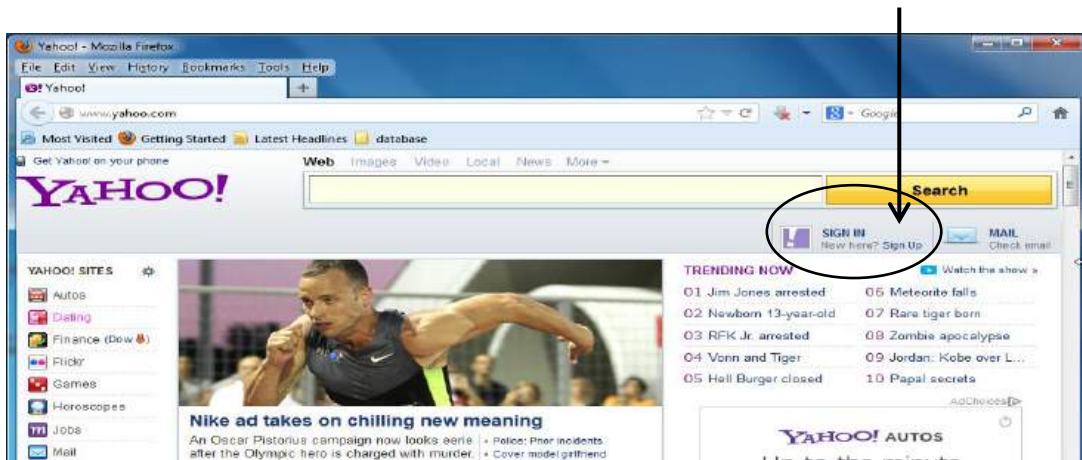 Yahoo! - Mozilla Firefox
File Edit View History Bookmarks Tools Help
Yahoo!
www.yahoo.com
Google
Most Visited Getting Started Latest Headlines database
Get Yahoo! on your phone
Web Images Video Local News More
YAHOO!
Search
SIGN IN
New here? Sign Up
MAIL
Check email
YAHOO! SITES
Autos
Dating
Finance (Dow)
Flickr
Games
Horoscopes
Jobs
Mail
Nike ad takes on chilling new meaning
An Oscar Pistorius campaign now looks eerie
after the Olympic hero is charged with murder.
Police: Prior incidents
Cover model girlfriend
TRENDING NOW
Watch the show »
01 Jim Jones arrested
02 Newborn 13-year-old
03 RFK Jr. arrested
04 Vonn and Tiger
05 Hell Burger closed
06 Meteorite falls
07 Rare tiger born
08 Zombie apocalypse
09 Jordan: Kobe over L...
10 Papal secrets
AdChoices
YAHOO! AUTOS
Up to the minute